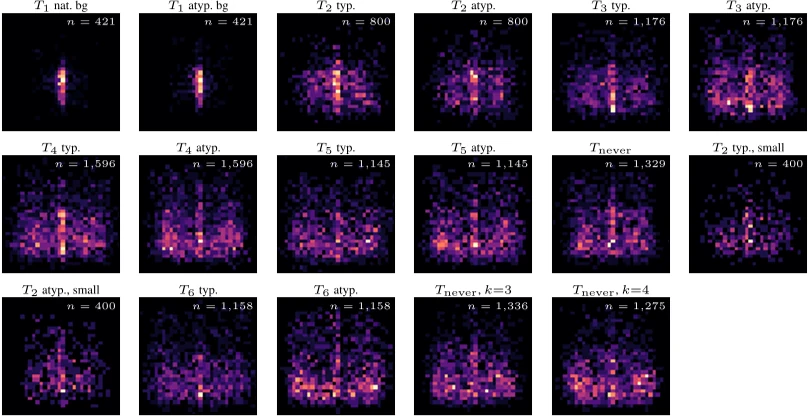 T1 nat. bg
n = 421
T1 atyp. bg
n = 421
T2 typ.
n = 800
T2 atyp.
n = 800
T3 typ.
n = 1,176
T3 atyp.
n = 1,176
T4 typ.
n = 1,596
T4 atyp.
n = 1,596
T5 typ.
n = 1,145
T5 atyp.
n = 1,145
Tnever
n = 1,329
T2 typ., small
n = 400
T2 atyp., small
n = 400
T6 typ.
n = 1,158
T6 atyp.
n = 1,158
Tnever, k=3
n = 1,336
Tnever, k=4
n = 1,275